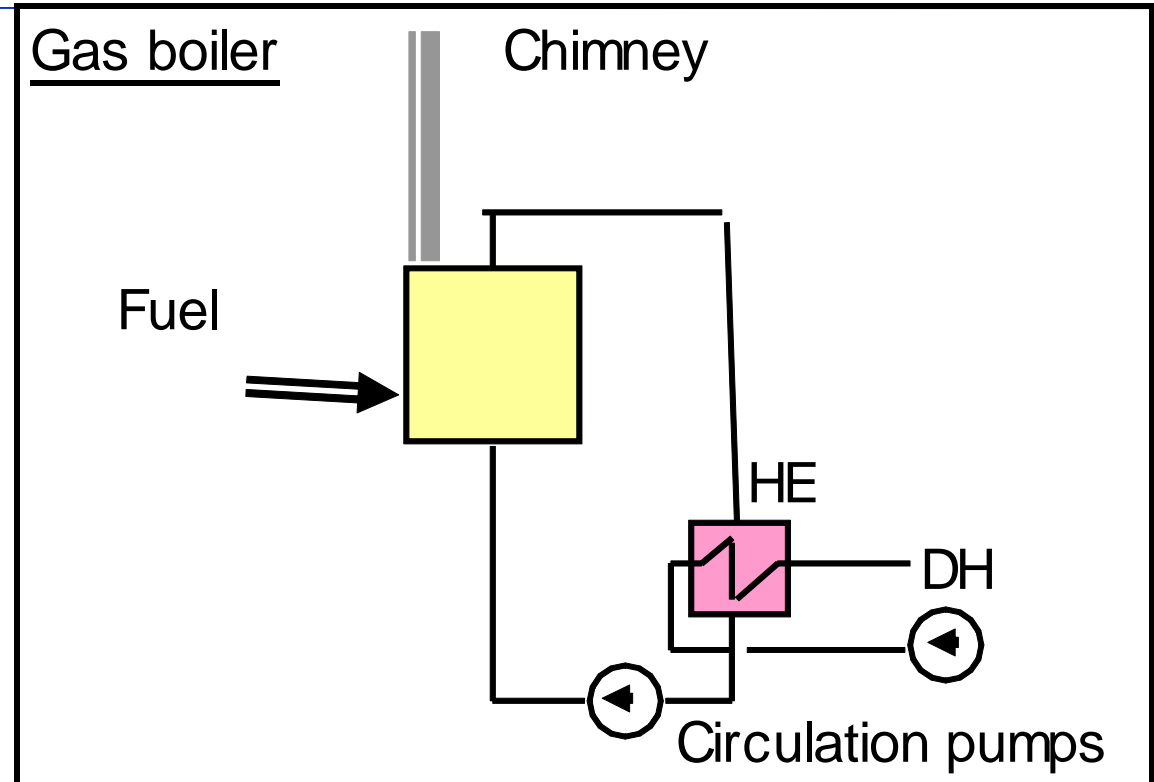 Gas boiler
Chimney
Fuel
HE
DH
Circulation pumps